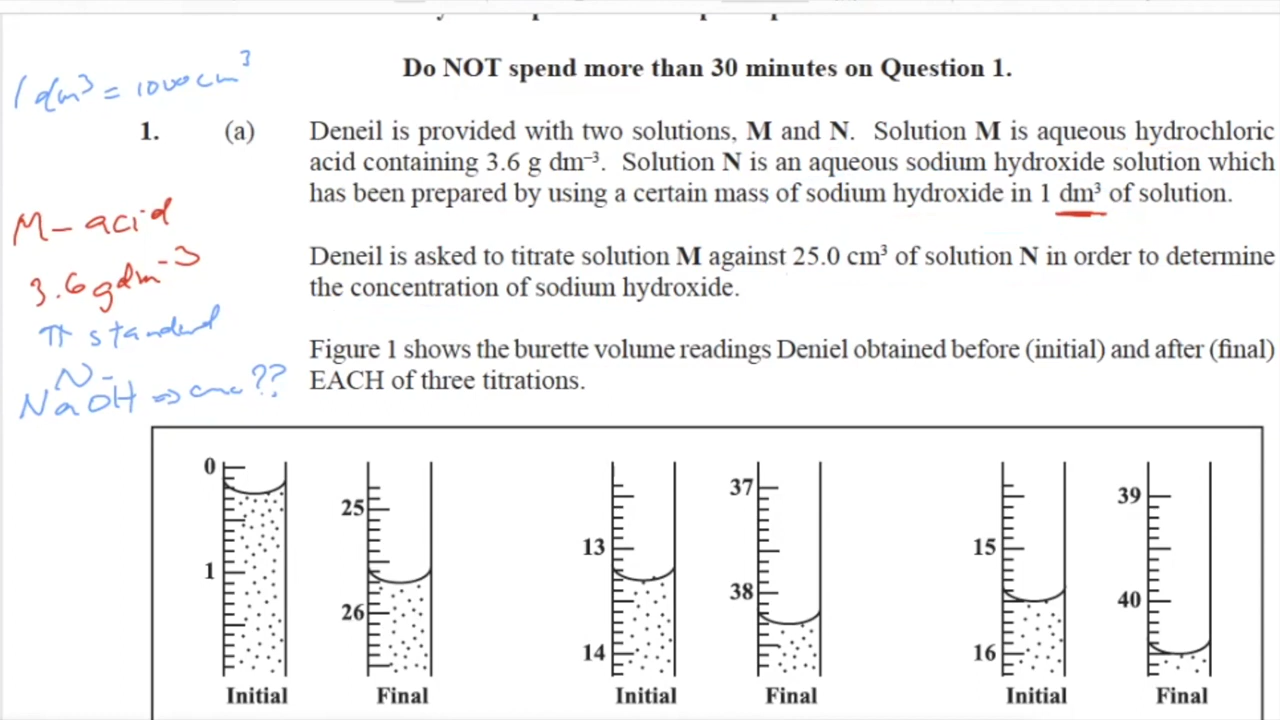 Do NOT spend more than 30 minutes on Question 1.
1 dm³ = 1000 cm³
1. (a) Deneil is provided with two solutions, M and N. Solution M is aqueous hydrochloric
acid containing 3.6 g dm⁻³. Solution N is an aqueous sodium hydroxide solution which
has been prepared by using a certain mass of sodium hydroxide in 1 dm³ of solution.
M - acid
3.6 g dm⁻³
standard
N -
NaOH ⇒ conc ??
Deneil is asked to titrate solution M against 25.0 cm³ of solution N in order to determine
the concentration of sodium hydroxide.
Figure 1 shows the burette volume readings Deniel obtained before (initial) and after (final)
EACH of three titrations.
0 25 13 37 15 39
1 26 14 38 16 40
Initial Final Initial Final Initial Final